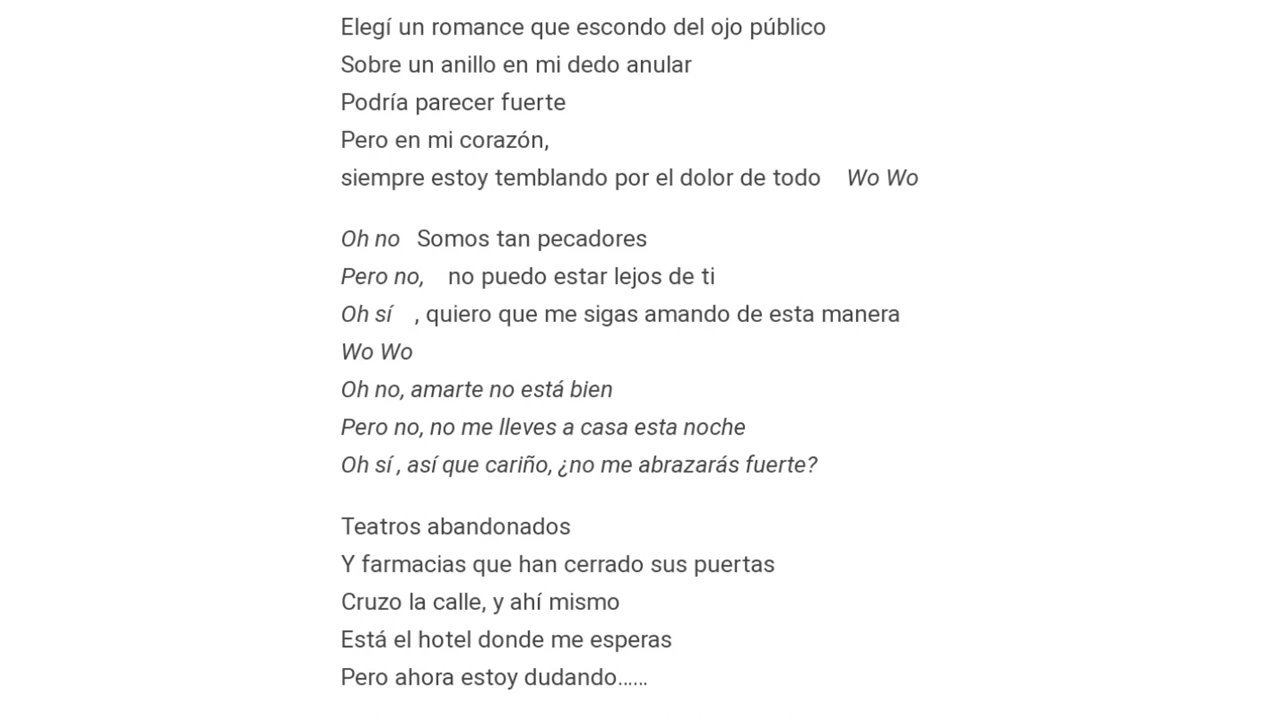 Elegí un romance que escondo del ojo público
Sobre un anillo en mi dedo anular
Podría parecer fuerte
Pero en mi corazón,
siempre estoy temblando por el dolor de todo Wo Wo
Oh no Somos tan pecadores
Pero no, no puedo estar lejos de ti
Oh sí , quiero que me sigas amando de esta manera
Wo Wo
Oh no, amarte no está bien
Pero no, no me lleves a casa esta noche
Oh sí , así que cariño, ¿no me abrazarás fuerte?
Teatros abandonados
Y farmacias que han cerrado sus puertas
Cruzo la calle, y ahí mismo
Está el hotel donde me esperas
Pero ahora estoy dudando……